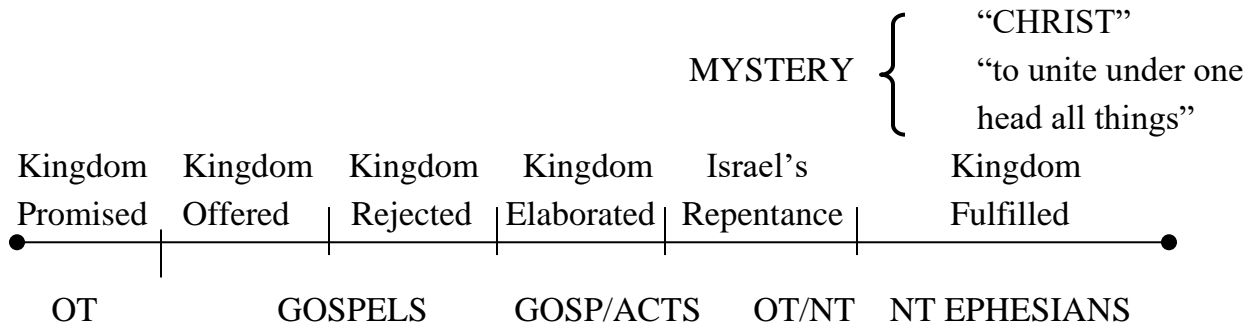 “CHRIST”
MYSTERY “to unite under one
head all things”
Kingdom Kingdom Kingdom Kingdom Israel’s Kingdom
Promised Offered Rejected Elaborated Repentance Fulfilled
OT GOSPELS GOSP/ACTS OT/NT NT EPHESIANS